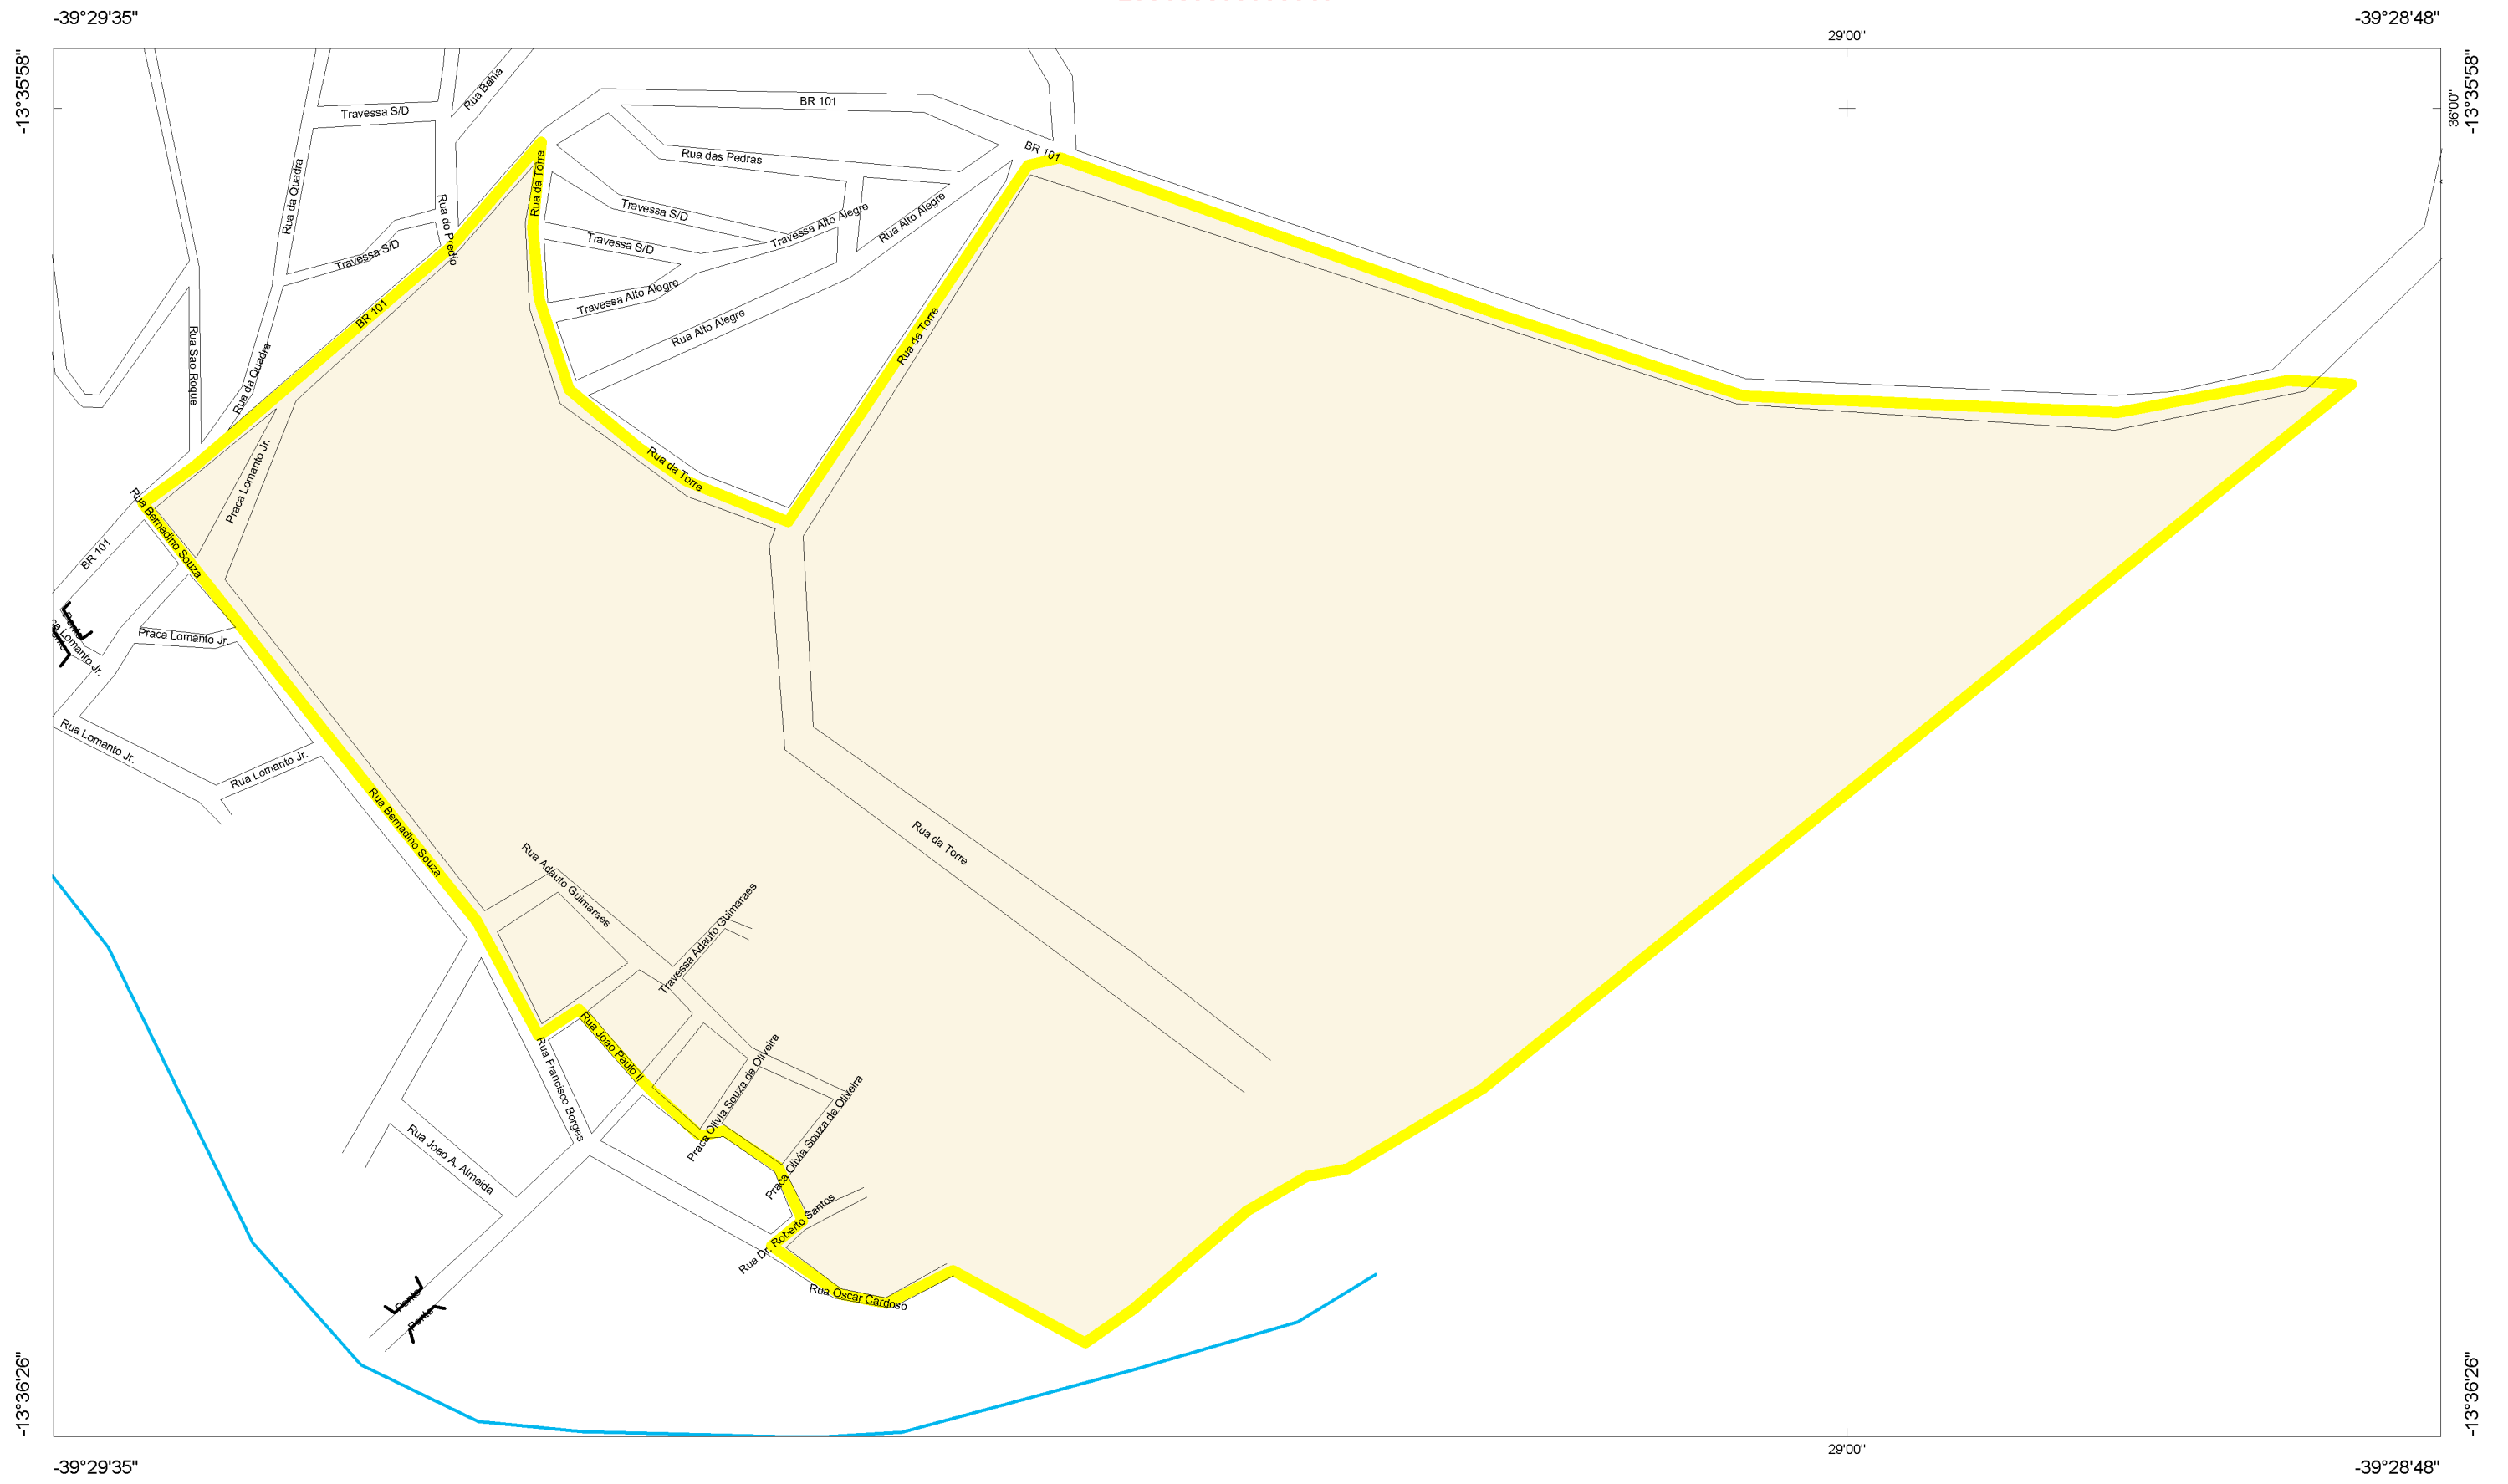 -39°29'35"
-39°28'48"
29'00"
-13°35'58"
-13°35'58"
36'00"
BR 101
Rua Bahia
Travessa S/D
Rua das Pedras
BR 101
Rua da Torre
Rua da Quadra
Rua do Predio
Travessa S/D
Travessa Alto Alegre
Rua Alto Alegre
Travessa S/D
Travessa S/D
Travessa Alto Alegre
BR 101
Rua Alto Alegre
Rua da Torre
Rua Sao Roque
Rua da Quadra
Rua da Torre
Praca Lomanto Jr.
Rua Bernadino Souza
BR 101
Ponte
Praca Lomanto Jr.
Rua Lomanto Jr.
Rua Lomanto Jr.
Rua Bernadino Souza
Rua da Torre
Rua Adauto Guimaraes
Travessa Adauto Guimaraes
Rua Joao Paulo II
Rua Francisco Borges
Praca Olivia Souza de Oliveira
Praca Olivia Souza de Oliveira
Rua Joao A. Almeida
Rua Dr. Roberto Santos
Rua Oscar Cardoso
Ponte
Ponte
-13°36'26"
-13°36'26"
29'00"
-39°29'35"
-39°28'48"